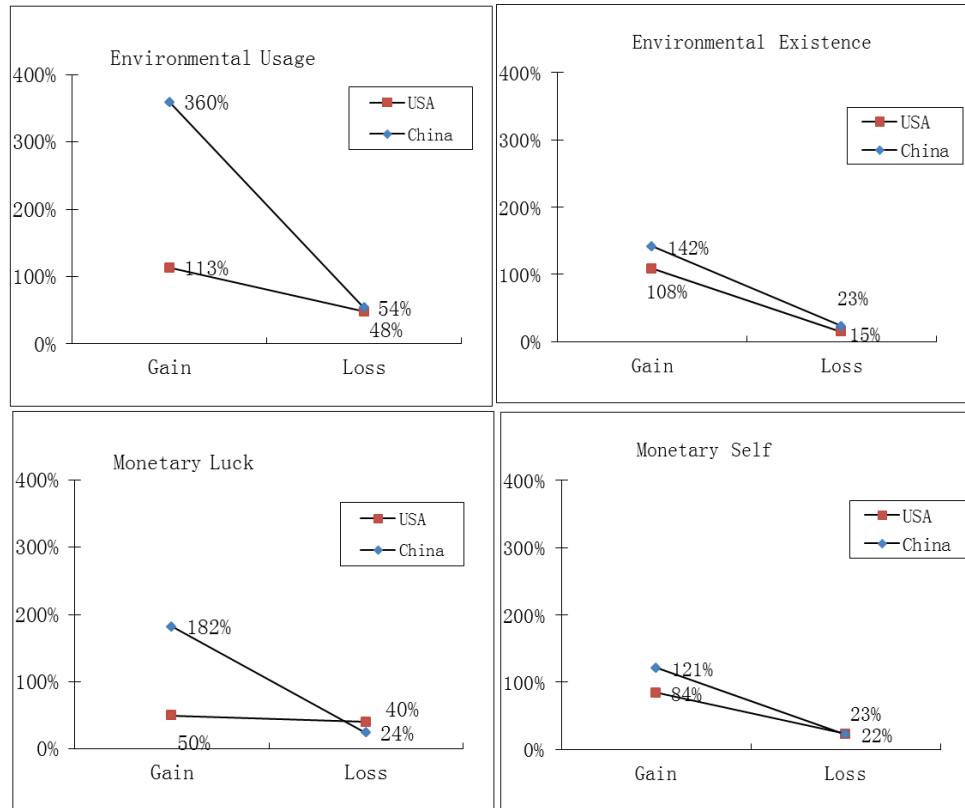 Environmental Usage
400%
300%
200%
100%
0%
360%
113%
54%
48%
Gain
Loss
USA
China
Environmental Existence
400%
300%
200%
100%
0%
142%
108%
23%
15%
Gain
Loss
USA
China
Monetary Luck
400%
300%
200%
100%
0%
182%
50%
40%
24%
Gain
Loss
USA
China
Monetary Self
400%
300%
200%
100%
0%
121%
84%
23%
22%
Gain
Loss
USA
China